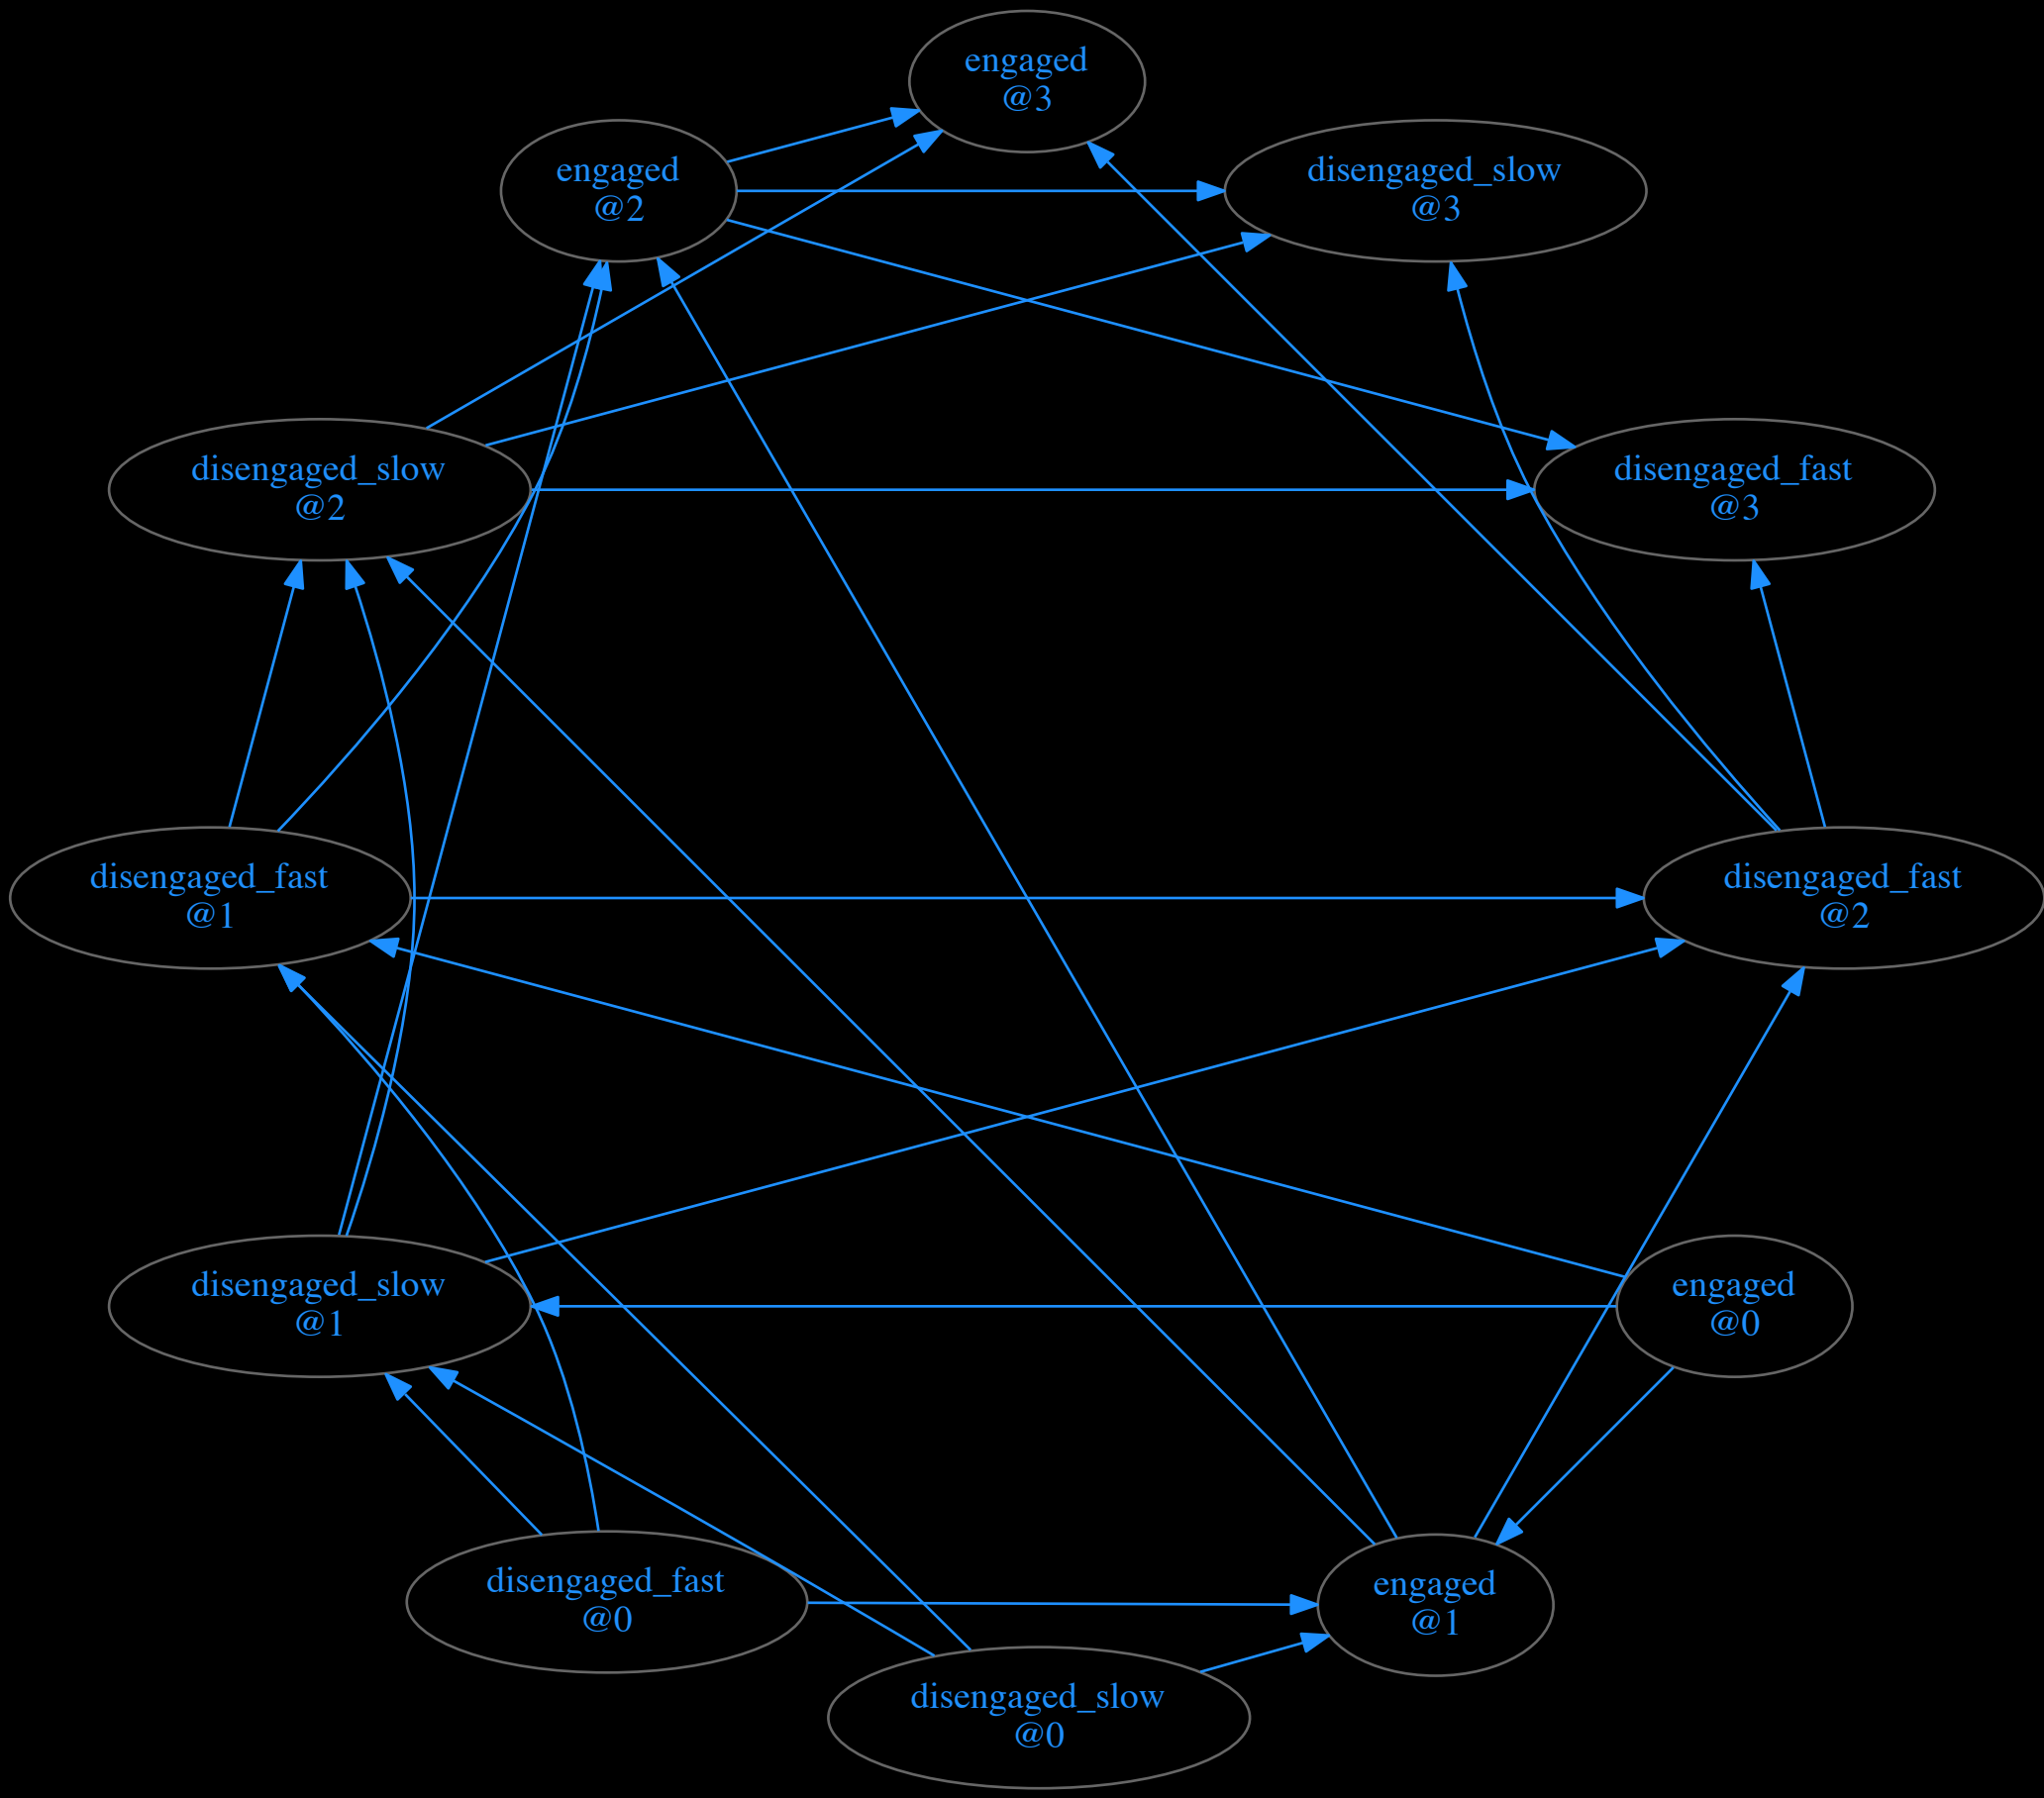 engaged
@3
engaged
@2
disengaged_slow
@3
disengaged_slow
@2
disengaged_fast
@3
disengaged_fast
@1
disengaged_fast
@2
disengaged_slow
@1
engaged
@0
disengaged_fast
@0
engaged
@1
disengaged_slow
@0